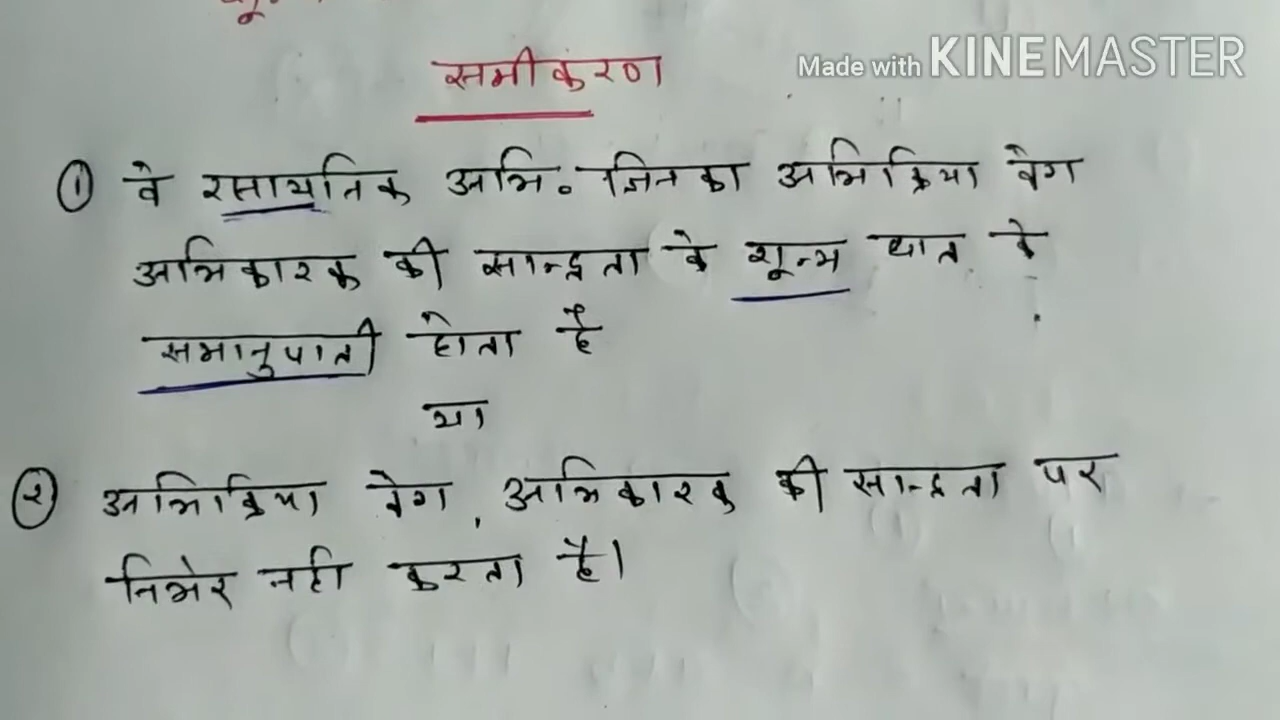 Made with KINEMASTER
समीकरण
① वे रसायनिक अभि० जिनका अभिक्रिया वेग
अभिकारक की सान्द्रता के शून्य घात के
समानुपाती होता है
या
② अभिक्रिया वेग, अभिकारक की सान्द्रता पर
निर्भर नही करता है।